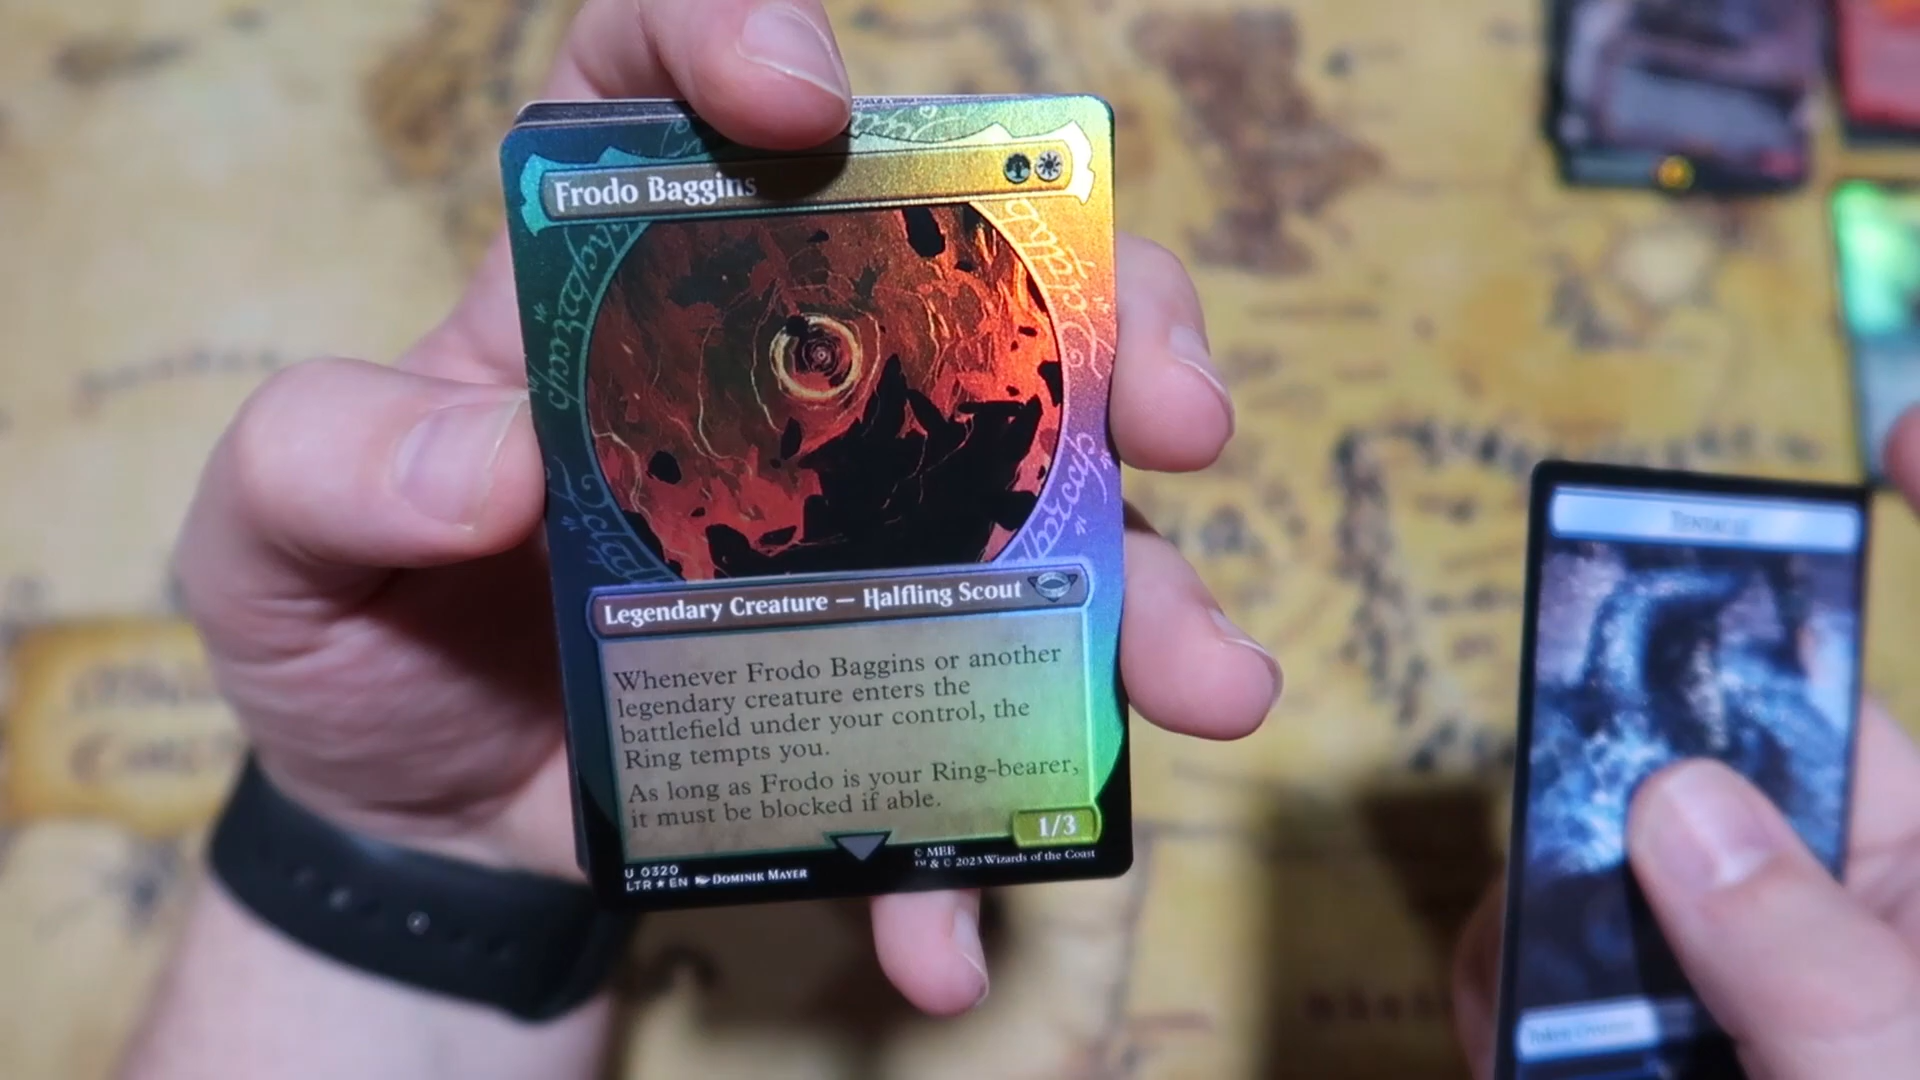 Frodo Baggins
Legendary Creature — Halfling Scout
Whenever Frodo Baggins or another
legendary creature enters the
battlefield under your control, the
Ring tempts you.
As long as Frodo is your Ring-bearer,
it must be blocked if able.
1/3
U 0320
LTR★EN DOMINIK MAYER
© MEE
™ & © 2023 Wizards of the Coast
TENTACLE